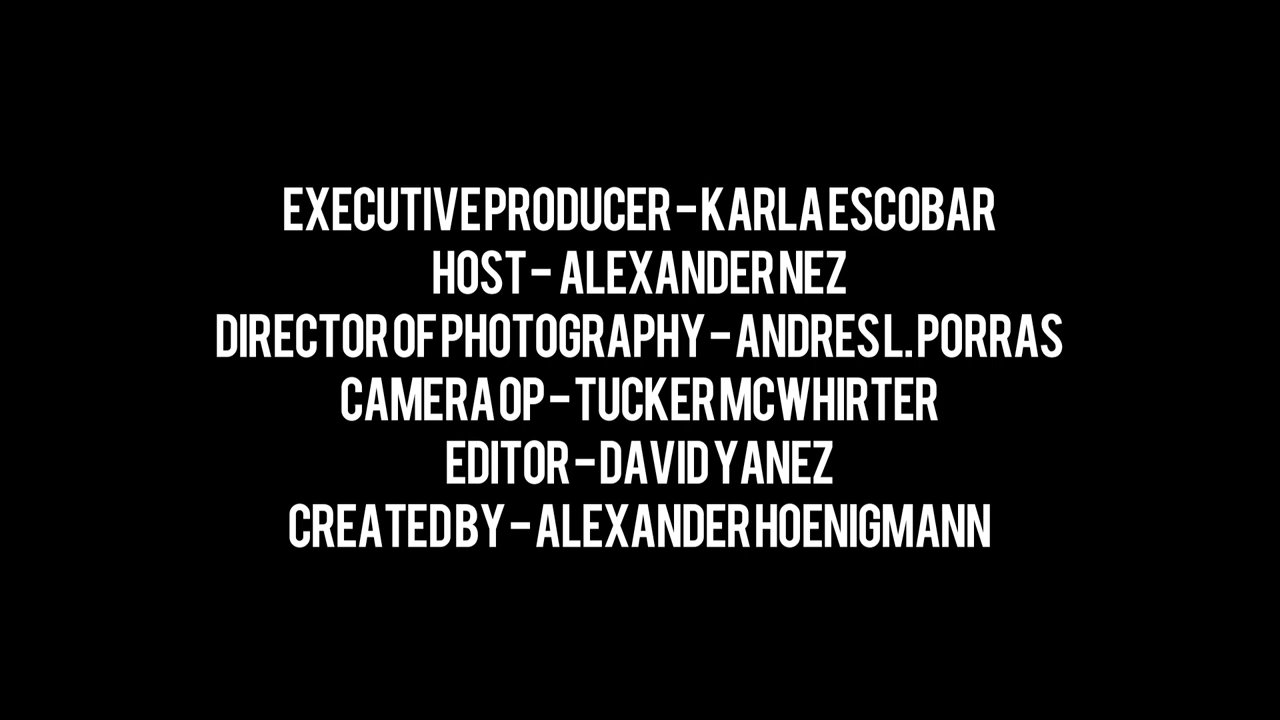 EXECUTIVE PRODUCER - KARLA ESCOBAR
HOST - ALEXANDER NEZ
DIRECTOR OF PHOTOGRAPHY - ANDRES L. PORRAS
CAMERA OP - TUCKER MCWHIRTER
EDITOR - DAVID YANEZ
CREATED BY - ALEXANDER HOENIGMANN